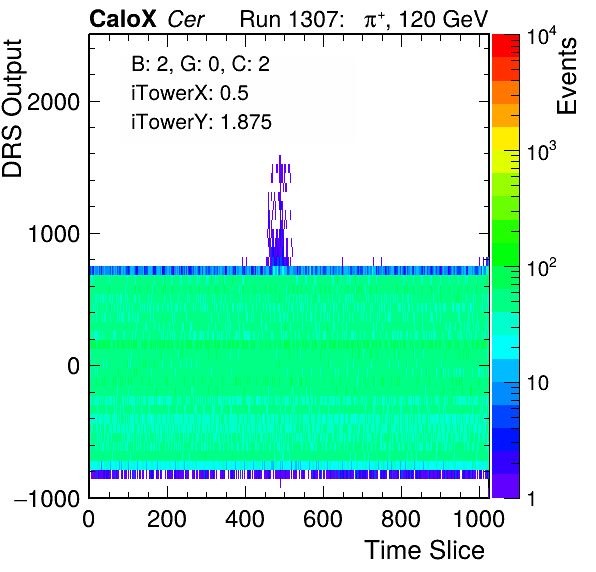 CaloX Cer Run 1307: π⁺, 120 GeV
B: 2, G: 0, C: 2
iTowerX: 0.5
iTowerY: 1.875
DRS Output
2000
1000
0
−1000
0 200 400 600 800 1000
Time Slice
10⁴
10³
10²
10
1
Events